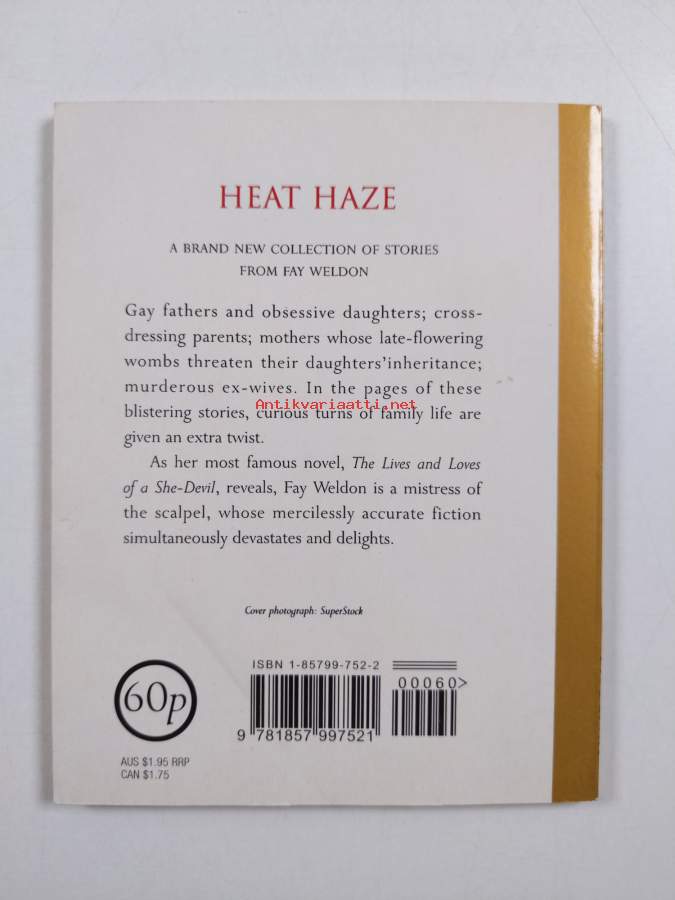 HEAT HAZE
A BRAND NEW COLLECTION OF STORIES
FROM FAY WELDON
Gay fathers and obsessive daughters; cross-
dressing parents; mothers whose late-flowering
wombs threaten their daughters'inheritance;
murderous ex-wives. In the pages of these
Antikvariaatti.net
blistering stories, curious turns of family life are
given an extra twist.
As her most famous novel, The Lives and Loves
of a She-Devil, reveals, Fay Weldon is a mistress of
the scalpel, whose mercilessly accurate fiction
simultaneously devastates and delights.
Cover photograph: SuperStock
ISBN 1-85799-752-2
00060>
60p
9 781857 997521
AUS $1.95 RRP
CAN $1.75